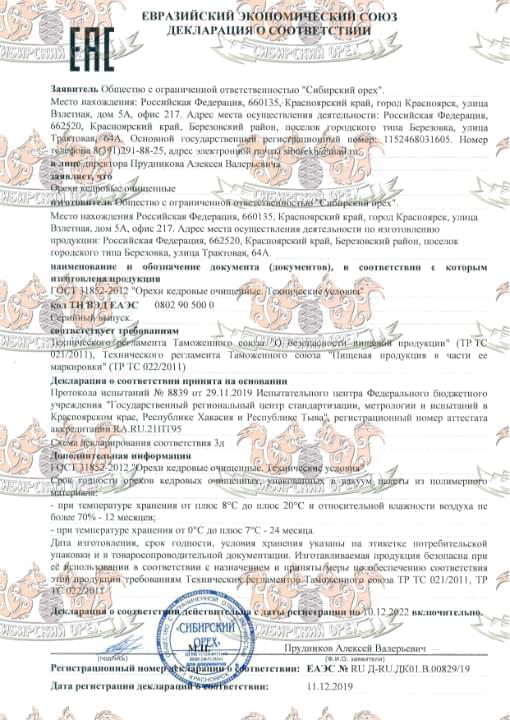 ЕВРАЗИЙСКИЙ ЭКОНОМИЧЕСКИЙ СОЮЗ
ДЕКЛАРАЦИЯ О СООТВЕТСТВИИ
ЕАС
Заявитель Общество с ограниченной ответственностью "Сибирский орех".
Место нахождения: Российская Федерация, 660135, Красноярский край, город Красноярск, улица
Взлетная, дом 5А, офис 217. Адрес места осуществления деятельности: Российская Федерация,
662520, Красноярский край, Березовский район, поселок городского типа Березовка, улица
Трактовая, 64А. Основной государственный регистрационный номер: 1152468031605. Номер
телефона 8(391)291-88-25, адрес электронной почты
в лице директора Прудникова Алексея Валерьевича
заявляет, что
Орехи кедровые очищенные
изготовитель Общество с ограниченной ответственностью "Сибирский орех".
Место нахождения Российская Федерация, 660135, Красноярский край, город Красноярск, улица
Взлетная, дом 5А, офис 217. Адрес места осуществления деятельности по изготовлению
продукции: Российская Федерация, 662520, Красноярский край, Березовский район, поселок
городского типа Березовка, улица Трактовая, 64А.
наименование и обозначение документа (документов), в соответствии с которым
изготовлена продукция
ГОСТ 31852-2012 "Орехи кедровые очищенные. Технические условия"
код ТН ВЭД ЕАЭС 0802 90 500 0
Серийный выпуск.
соответствует требованиям
Технического регламента Таможенного союза "О безопасности пищевой продукции" (ТР ТС
021/2011), Технического регламента Таможенного союза "Пищевая продукция в части ее
маркировки" (ТР ТС 022/2011)
Декларация о соответствии принята на основании
Протокола испытаний № 8839 от 29.11.2019 Испытательного центра Федерального бюджетного
учреждения "Государственный региональный центр стандартизации, метрологии и испытаний в
Красноярском крае, Республике Хакасия и Республике Тыва", регистрационный номер аттестата
аккредитации RA.RU.21ПТ95
Схема декларирования соответствия 3д
Дополнительная информация
ГОСТ 31852-2012 "Орехи кедровые очищенные. Технические условия"
Срок годности орехов кедровых очищенных, упакованных в вакуум пакеты из полимерного
материала:
- при температуре хранения от плюс 8°С до плюс 20°С и относительной влажности воздуха не
более 70% - 12 месяцев;
- при температуре хранения от 0°С до плюс 7°С - 24 месяца.
Дата изготовления, срок годности, условия хранения указаны на этикетке потребительской
упаковки и в товаросопроводительной документации. Изготавливаемая продукция безопасна при
её использовании в соответствии с назначением и приняты меры по обеспечению соответствия
этой продукции требованиям Технических регламентов Таможенного союза ТР ТС 021/2011, ТР
ТС 022/2011
Декларация о соответствии действительна с даты регистрации по 10.12.2022 включительно.
«СИБИРСКИЙ
ОРЕХ»
М.П. Прудников Алексей Валерьевич
(подпись) (Ф.И.О. заявителя)
Регистрационный номер декларации о соответствии: ЕАЭС № RU Д-RU.ДК01.В.00829/19
Дата регистрации декларации о соответствии: 11.12.2019